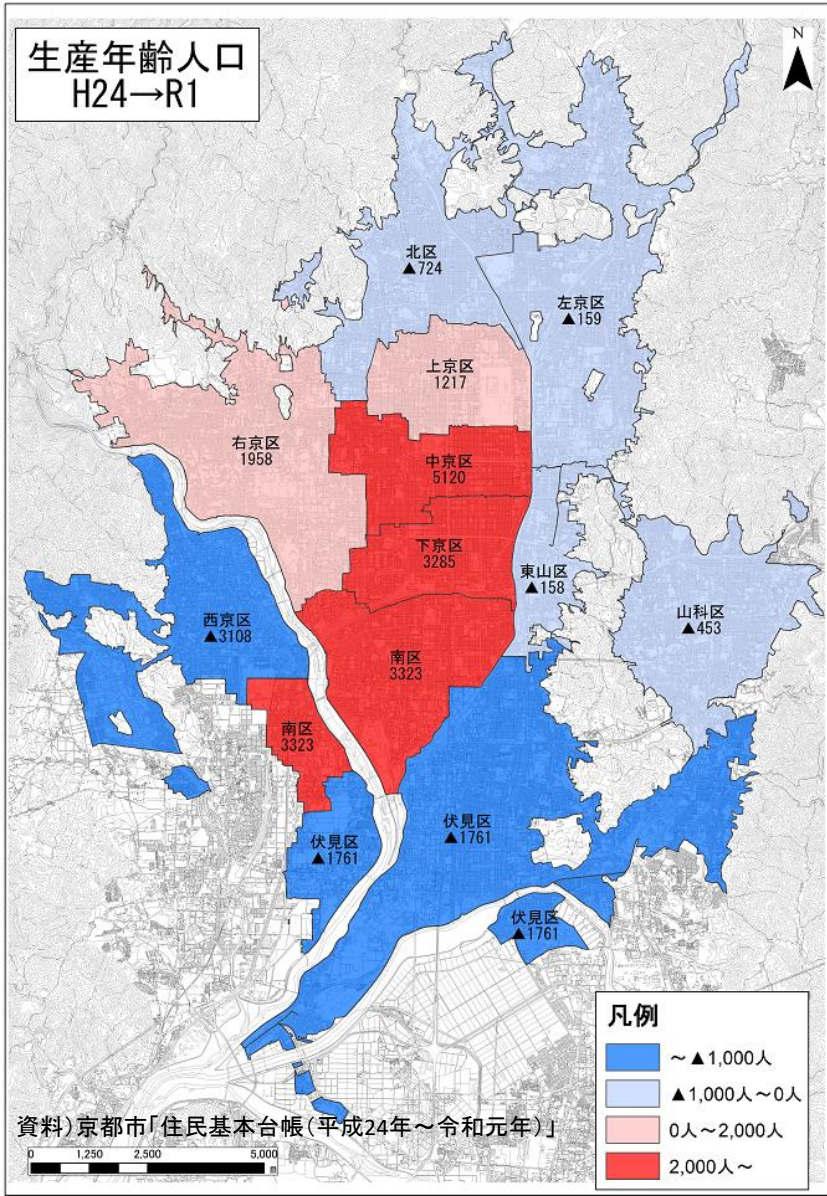 生産年齢人口
H24→R1
N
北区
▲724
左京区
▲159
上京区
1217
右京区
1958
中京区
5120
下京区
3285
東山区
▲158
山科区
▲453
西京区
▲3108
南区
3323
南区
3323
伏見区
▲1761
伏見区
▲1761
伏見区
▲1761
凡例
～▲1,000人
▲1,000人～0人
0人～2,000人
2,000人～
資料)京都市「住民基本台帳(平成24年～令和元年)」
0 1,250 2,500 5,000
m